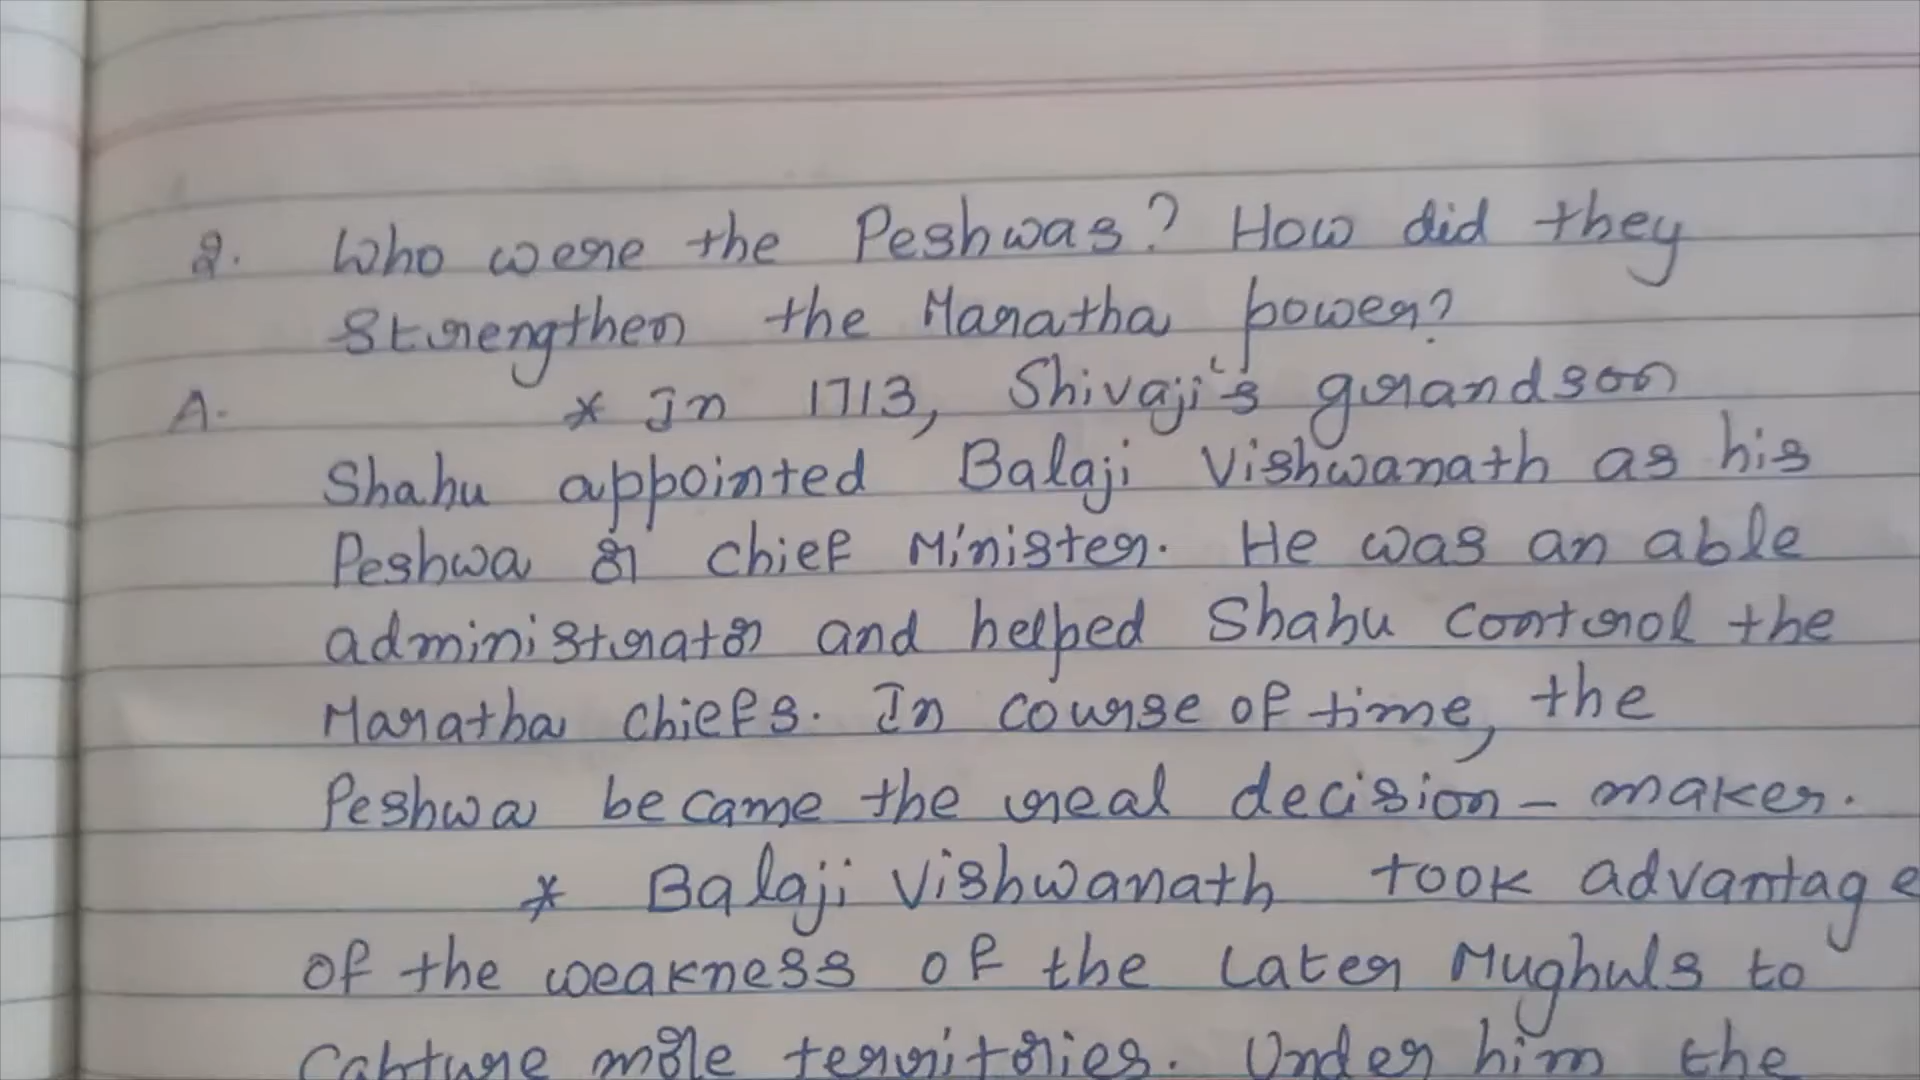 2. Who were the Peshwas? How did they
Strengthen the Maratha power?
A. * In 1713, Shivaji's grandson
Shahu appointed Balaji Vishwanath as his
Peshwa or chief Minister. He was an able
administrator and helped Shahu control the
Maratha chiefs. In course of time, the
Peshwa became the real decision - maker.
* Balaji Vishwanath took advantage
of the weakness of the Later Mughuls to
Capture more territories. Under him the